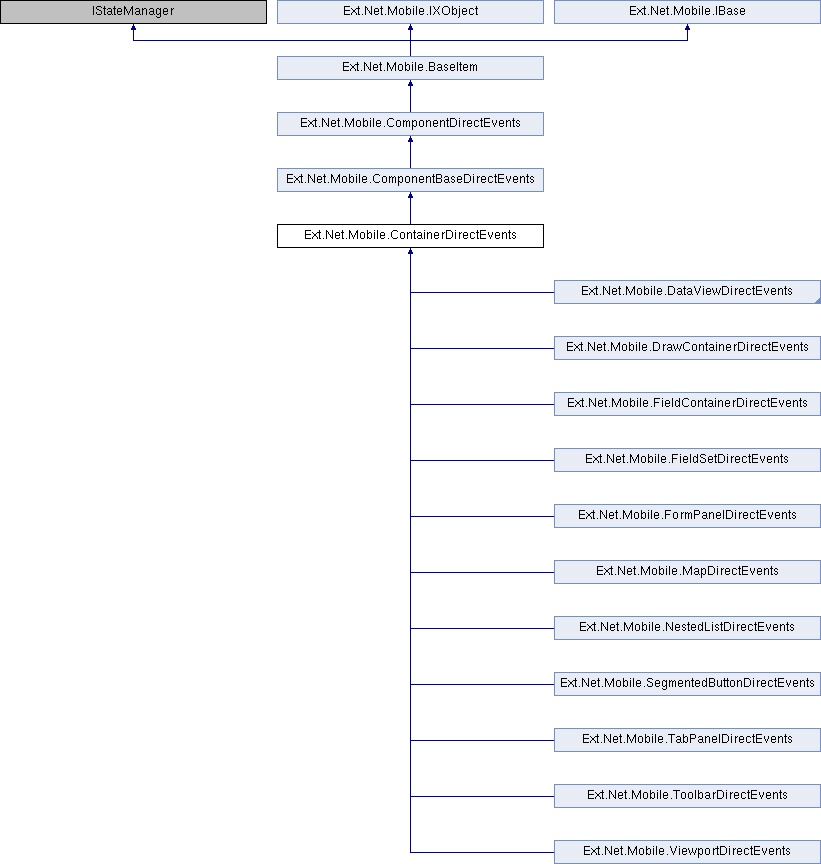 IStateManager
Ext.Net.Mobile.IXObject
Ext.Net.Mobile.IBase
Ext.Net.Mobile.BaseItem
Ext.Net.Mobile.ComponentDirectEvents
Ext.Net.Mobile.ComponentBaseDirectEvents
Ext.Net.Mobile.ContainerDirectEvents
Ext.Net.Mobile.DataViewDirectEvents
Ext.Net.Mobile.DrawContainerDirectEvents
Ext.Net.Mobile.FieldContainerDirectEvents
Ext.Net.Mobile.FieldSetDirectEvents
Ext.Net.Mobile.FormPanelDirectEvents
Ext.Net.Mobile.MapDirectEvents
Ext.Net.Mobile.NestedListDirectEvents
Ext.Net.Mobile.SegmentedButtonDirectEvents
Ext.Net.Mobile.TabPanelDirectEvents
Ext.Net.Mobile.ToolbarDirectEvents
Ext.Net.Mobile.ViewportDirectEvents